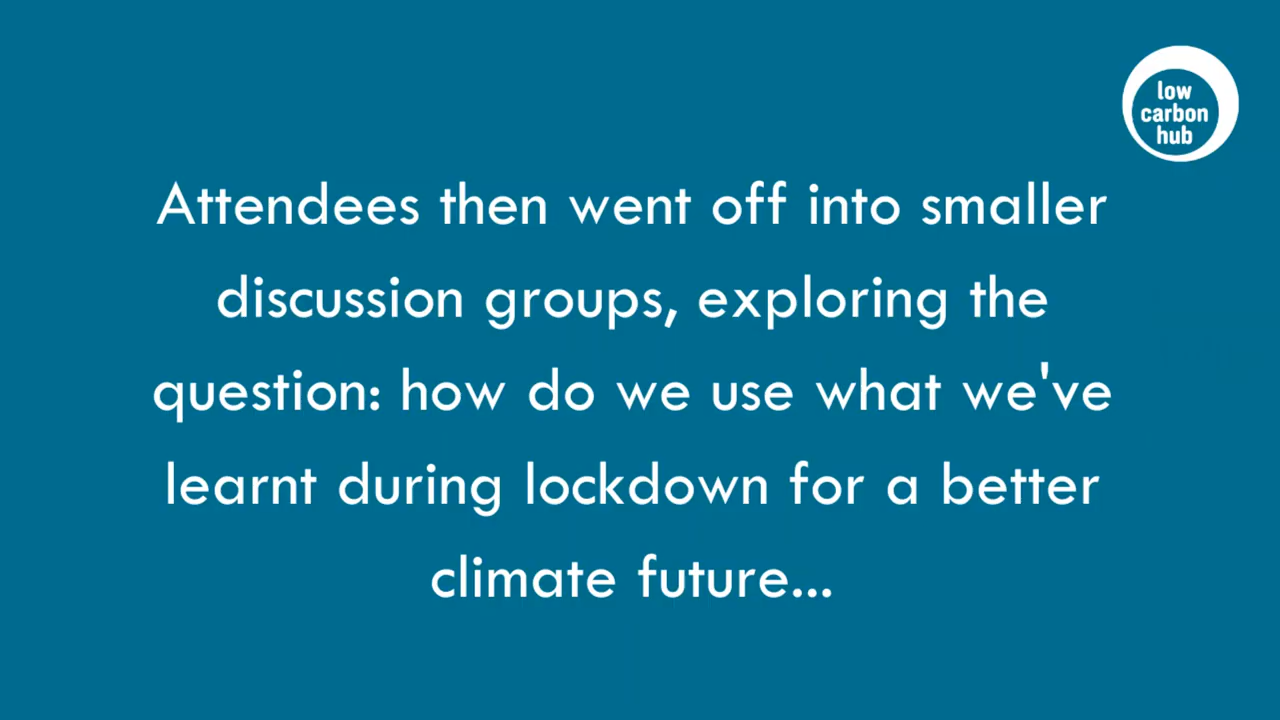 low
carbon
hub
Attendees then went off into smaller
discussion groups, exploring the
question: how do we use what we've
learnt during lockdown for a better
climate future...